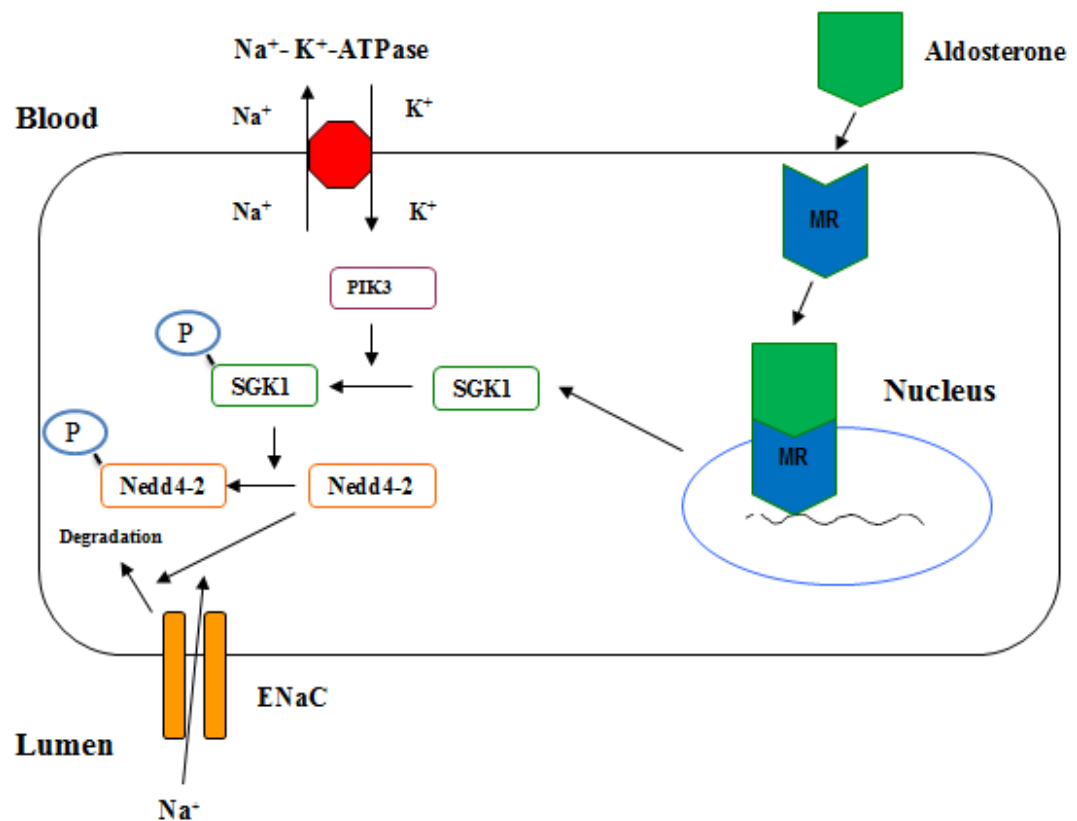 Na⁺- K⁺-ATPase
Aldosterone
Na⁺
K⁺
Blood
Na⁺
K⁺
MR
PIK3
P
SGK1
SGK1
Nucleus
P
MR
Nedd4-2
Nedd4-2
Degradation
ENaC
Lumen
Na⁺